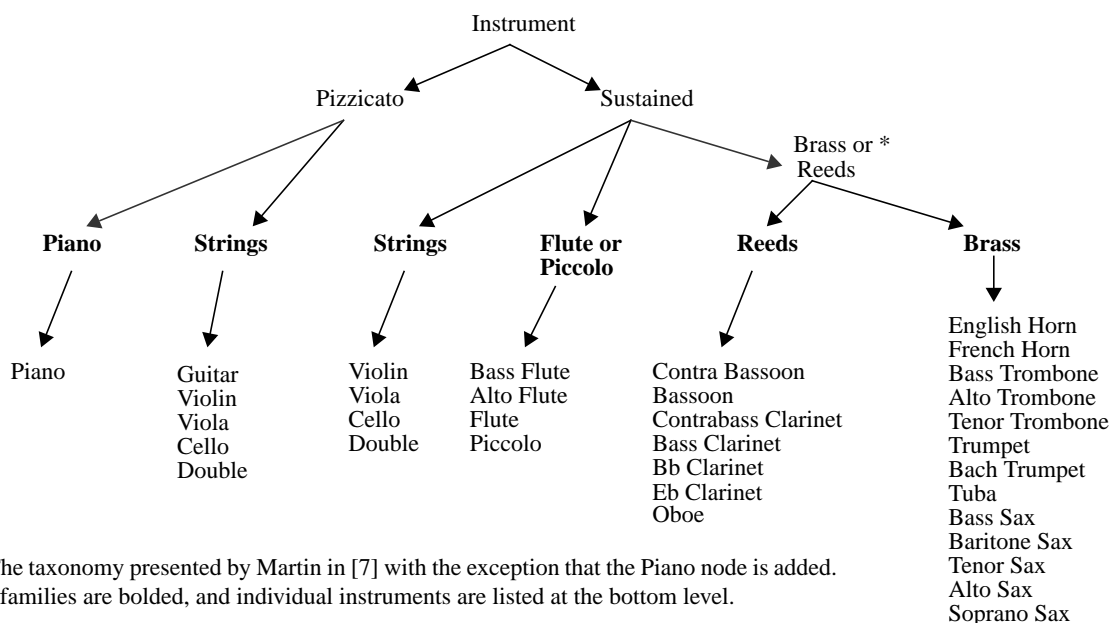 Instrument
Pizzicato
Sustained
Brass or *
Reeds
Piano
Strings
Strings
Flute or
Piccolo
Reeds
Brass
Piano
Guitar
Violin
Viola
Cello
Double
Violin
Viola
Cello
Double
Bass Flute
Alto Flute
Flute
Piccolo
Contra Bassoon
Bassoon
Contrabass Clarinet
Bass Clarinet
Bb Clarinet
Eb Clarinet
Oboe
English Horn
French Horn
Bass Trombone
Alto Trombone
Tenor Trombone
Trumpet
Bach Trumpet
Tuba
Bass Sax
Baritone Sax
Tenor Sax
Alto Sax
Soprano Sax
he taxonomy presented by Martin in [7] with the exception that the Piano node is added.
families are bolded, and individual instruments are listed at the bottom level.